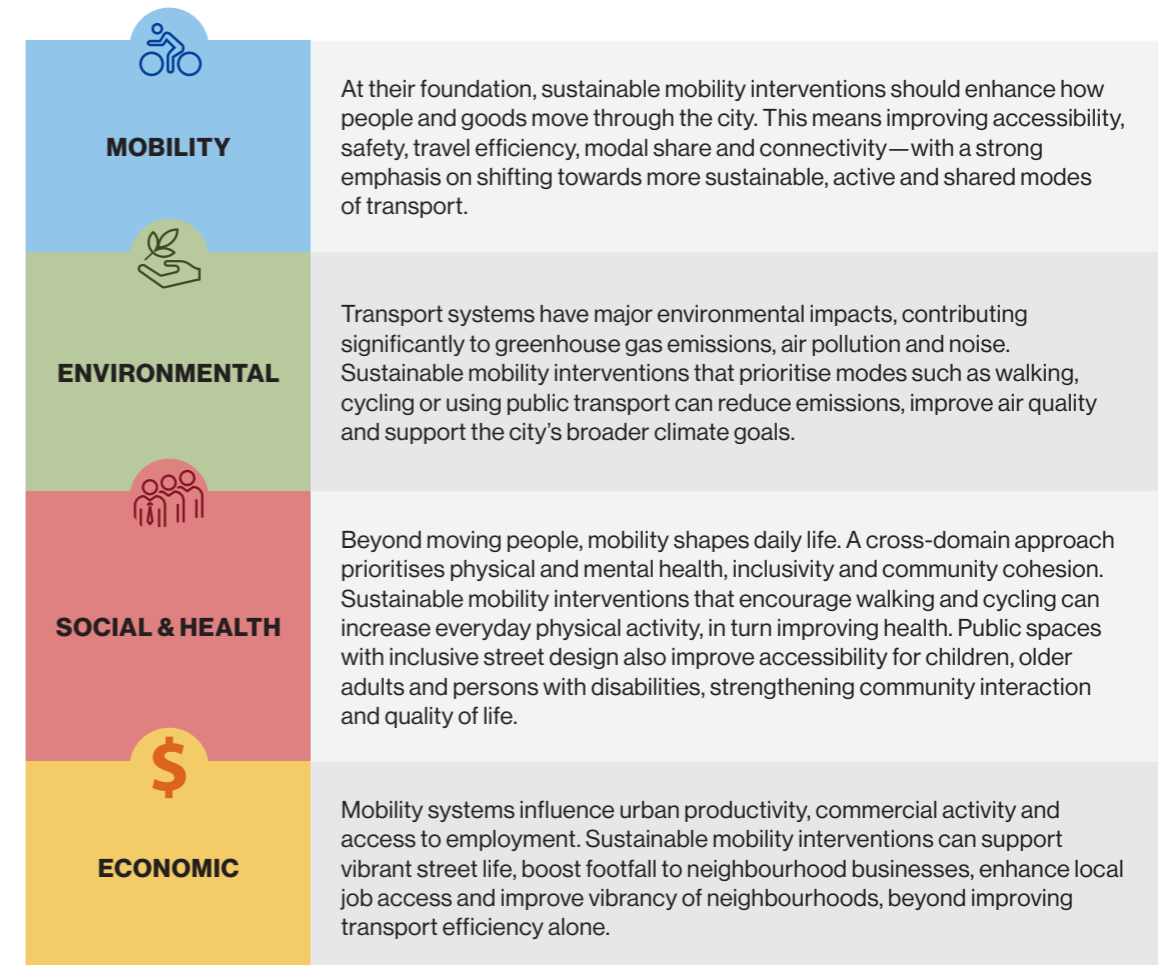 MOBILITY
At their foundation, sustainable mobility interventions should enhance how
people and goods move through the city. This means improving accessibility,
safety, travel efficiency, modal share and connectivity—with a strong
emphasis on shifting towards more sustainable, active and shared modes
of transport.
ENVIRONMENTAL
Transport systems have major environmental impacts, contributing
significantly to greenhouse gas emissions, air pollution and noise.
Sustainable mobility interventions that prioritise modes such as walking,
cycling or using public transport can reduce emissions, improve air quality
and support the city’s broader climate goals.
SOCIAL & HEALTH
Beyond moving people, mobility shapes daily life. A cross-domain approach
prioritises physical and mental health, inclusivity and community cohesion.
Sustainable mobility interventions that encourage walking and cycling can
increase everyday physical activity, in turn improving health. Public spaces
with inclusive street design also improve accessibility for children, older
adults and persons with disabilities, strengthening community interaction
and quality of life.
$
ECONOMIC
Mobility systems influence urban productivity, commercial activity and
access to employment. Sustainable mobility interventions can support
vibrant street life, boost footfall to neighbourhood businesses, enhance local
job access and improve vibrancy of neighbourhoods, beyond improving
transport efficiency alone.